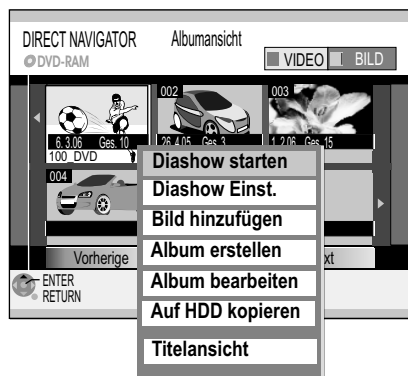 DIRECT NAVIGATOR Albumansicht
DVD-RAM
VIDEO BILD
002 003
6. 3.06 Ges. 10 26. 4.05 Ges. 3 1. 2.06 Ges. 15
100_DVD
004
Diashow starten
Diashow Einst.
Bild hinzufügen
Album erstellen
Album bearbeiten
Auf HDD kopieren
Titelansicht
Vorherige xt
ENTER
RETURN